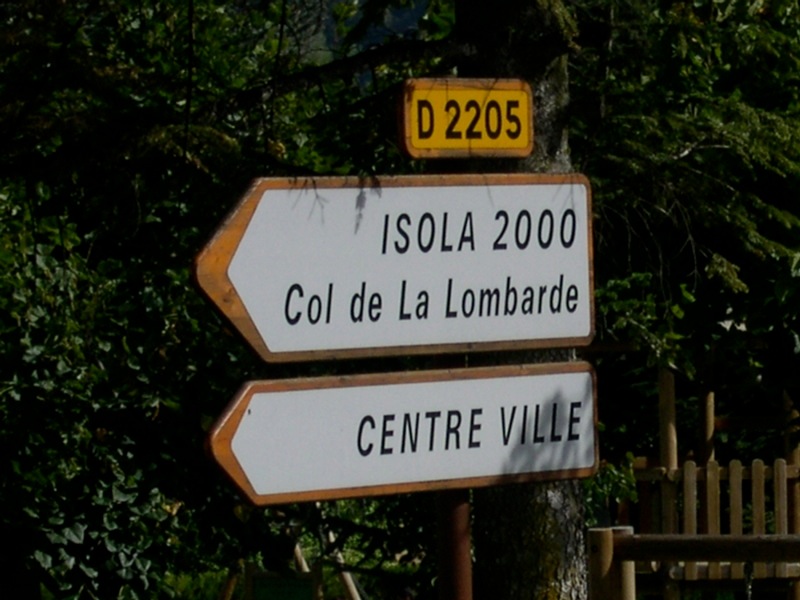 D 2205
ISOLA 2000
Col de La Lombarde
CENTRE VILLE